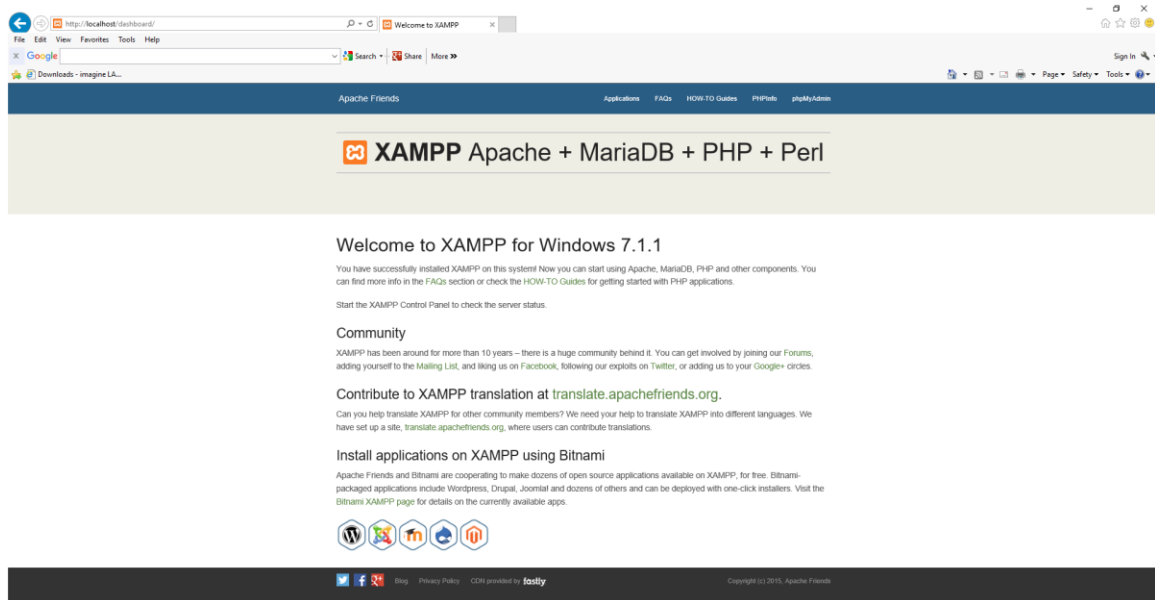 http://localhost/dashboard/
Welcome to XAMPP
File Edit View Favorites Tools Help
Google Search Share More »
Sign In
Downloads - imagine LA...
Page Safety Tools
Apache Friends Applications FAQs HOW-TO Guides PHPInfo phpMyAdmin
XAMPP Apache + MariaDB + PHP + Perl
Welcome to XAMPP for Windows 7.1.1
You have successfully installed XAMPP on this system! Now you can start using Apache, MariaDB, PHP and other components. You
can find more info in the FAQs section or check the HOW-TO Guides for getting started with PHP applications.
Start the XAMPP Control Panel to check the server status.
Community
XAMPP has been around for more than 10 years – there is a huge community behind it. You can get involved by joining our Forums,
adding yourself to the Mailing List, and liking us on Facebook, following our exploits on Twitter, or adding us to your Google+ circles.
Contribute to XAMPP translation at translate.apachefriends.org.
Can you help translate XAMPP for other community members? We need your help to translate XAMPP into different languages. We
have set up a site, translate.apachefriends.org, where users can contribute translations.
Install applications on XAMPP using Bitnami
Apache Friends and Bitnami are cooperating to make dozens of open source applications available on XAMPP, for free. Bitnami-
packaged applications include Wordpress, Drupal, Joomla! and dozens of others and can be deployed with one-click installers. Visit the
Bitnami XAMPP page for details on the currently available apps.
Blog Privacy Policy CDN provided by fastly Copyright (c) 2015, Apache Friends